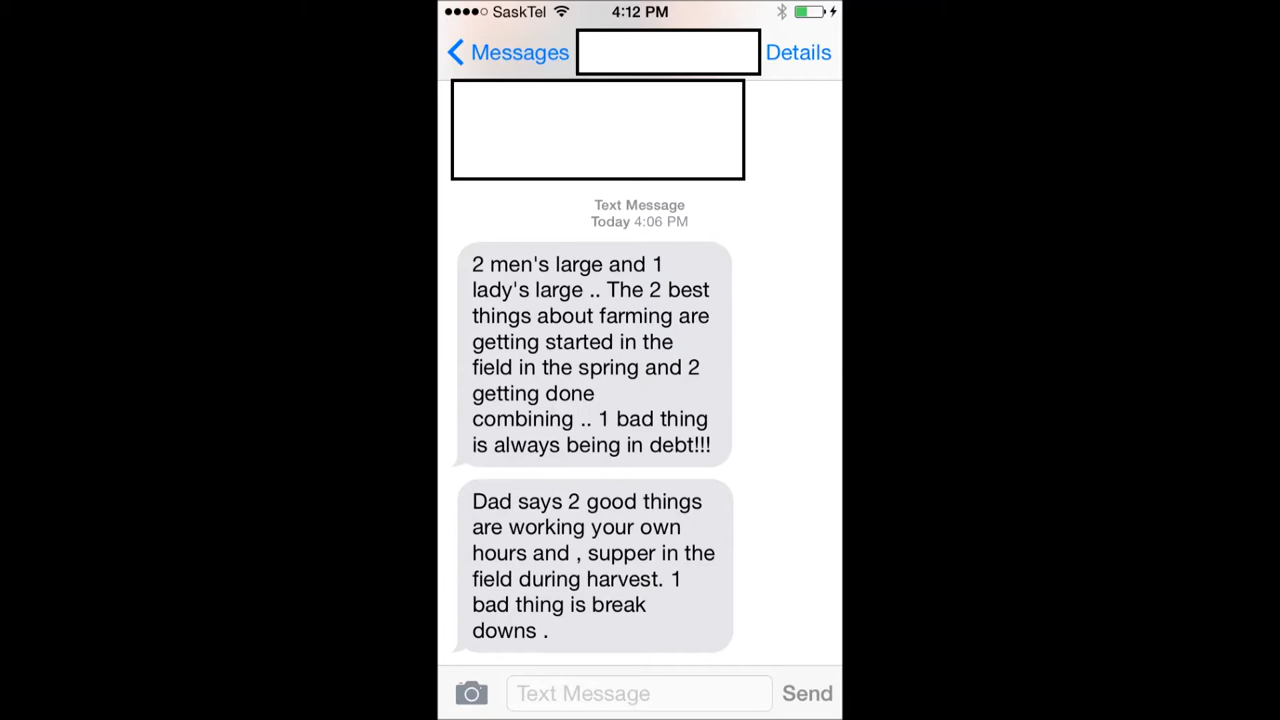 SaskTel 4:12 PM
Messages Details
Text Message
Today 4:06 PM
2 men's large and 1
lady's large .. The 2 best
things about farming are
getting started in the
field in the spring and 2
getting done
combining .. 1 bad thing
is always being in debt!!!
Dad says 2 good things
are working your own
hours and , supper in the
field during harvest. 1
bad thing is break
downs .
Text Message Send